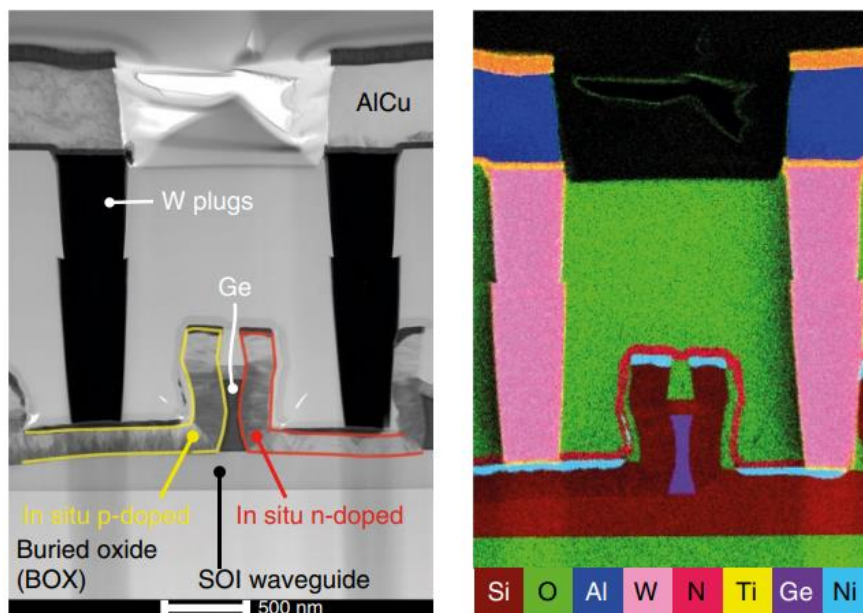 AlCu
W plugs
Ge
In situ p-doped
In situ n-doped
Buried oxide
(BOX)
SOI waveguide
500 nm
Si
O
Al
W
N
Ti
Ge
Ni